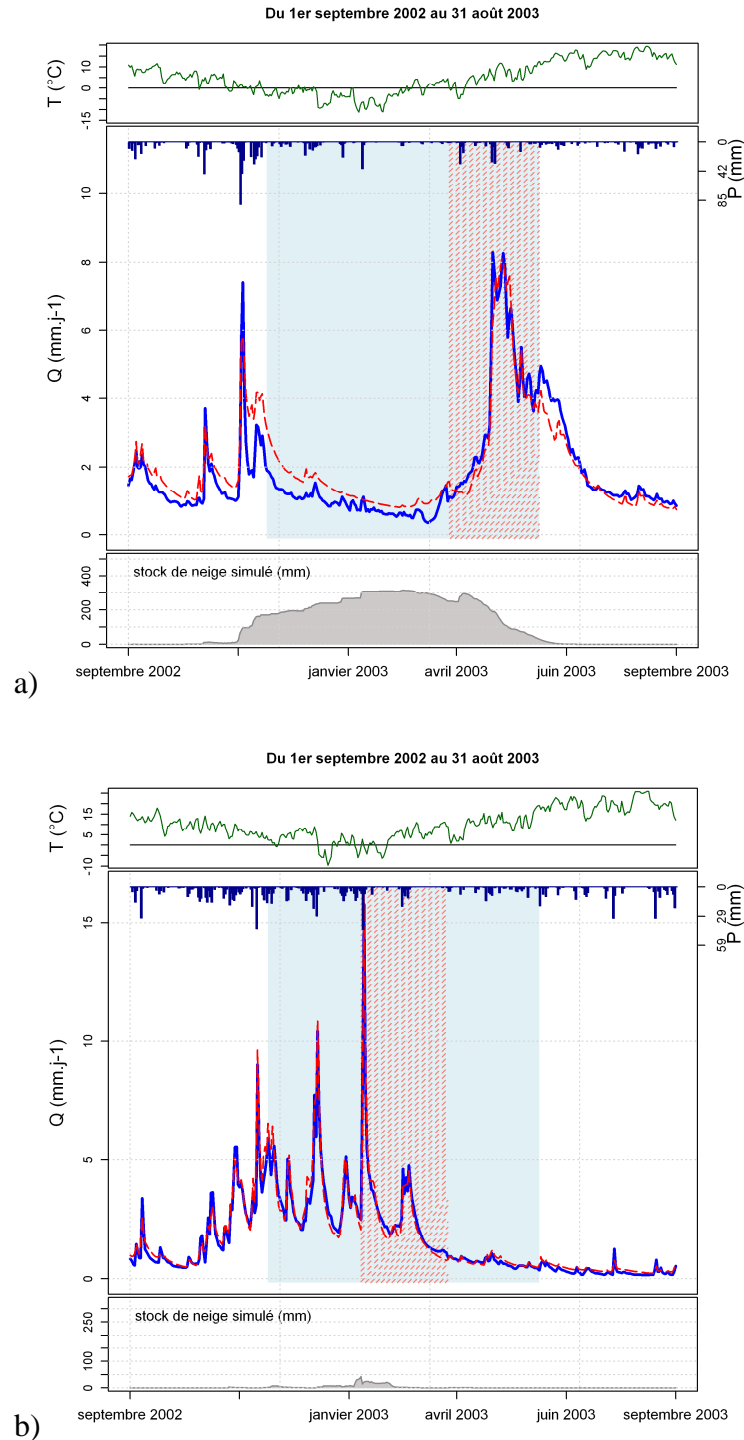 Du 1er septembre 2002 au 31 août 2003
T (°C)
10
0
-15
Q (mm.j-1)
10
8
6
4
2
0
P (mm)
0
42
85
stock de neige simulé (mm)
400
200
0
septembre 2002 janvier 2003 avril 2003 juin 2003 septembre 2003
a)
Du 1er septembre 2002 au 31 août 2003
T (°C)
15
5
-10
Q (mm.j-1)
15
10
5
0
P (mm)
0
29
59
stock de neige simulé (mm)
250
150
50
0
septembre 2002 janvier 2003 avril 2003 juin 2003 septembre 2003
b)